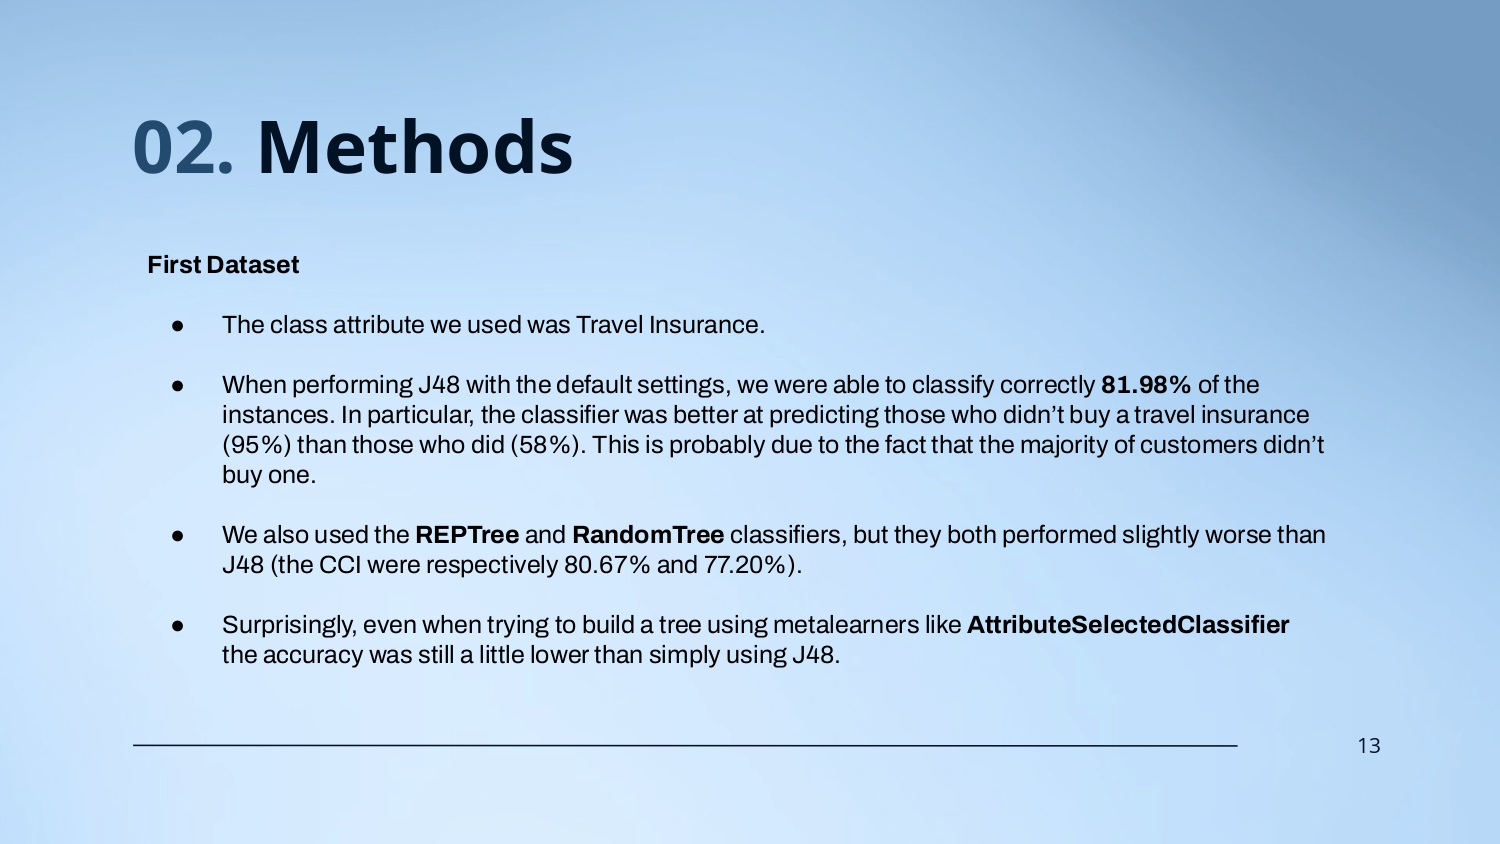 02. Methods
First Dataset
● The class attribute we used was Travel Insurance.
● When performing J48 with the default settings, we were able to classify correctly 81.98% of the
instances. In particular, the classifier was better at predicting those who didn’t buy a travel insurance
(95%) than those who did (58%). This is probably due to the fact that the majority of customers didn’t
buy one.
● We also used the REPTree and RandomTree classifiers, but they both performed slightly worse than
J48 (the CCI were respectively 80.67% and 77.20%).
● Surprisingly, even when trying to build a tree using metalearners like AttributeSelectedClassifier
the accuracy was still a little lower than simply using J48.
13